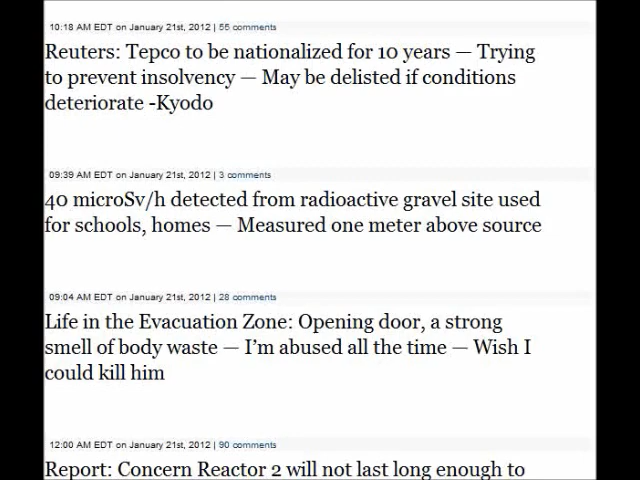 10:18 AM EDT on January 21st, 2012 | 55 comments
Reuters: Tepco to be nationalized for 10 years — Trying
to prevent insolvency — May be delisted if conditions
deteriorate -Kyodo
09:39 AM EDT on January 21st, 2012 | 3 comments
40 microSv/h detected from radioactive gravel site used
for schools, homes — Measured one meter above source
09:04 AM EDT on January 21st, 2012 | 28 comments
Life in the Evacuation Zone: Opening door, a strong
smell of body waste — I'm abused all the time — Wish I
could kill him
12:00 AM EDT on January 21st, 2012 | 90 comments
Report: Concern Reactor 2 will not last long enough to